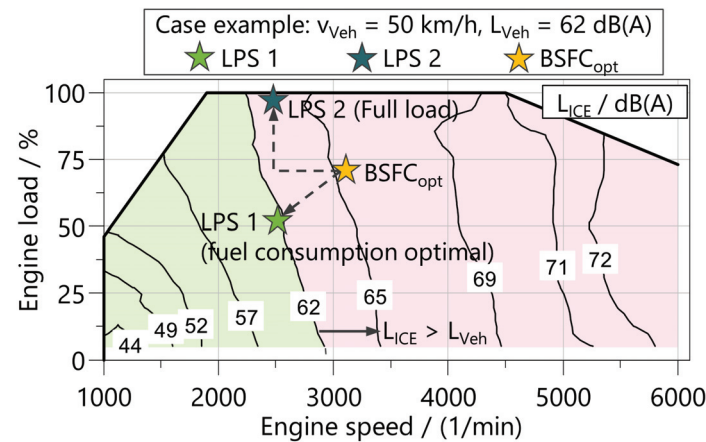 Case example: vVeh = 50 km/h, LVeh = 62 dB(A)
LPS 1 LPS 2 BSFCopt
LICE / dB(A)
LPS 2 (Full load)
BSFCopt
LPS 1
(fuel consumption optimal)
44 49 52 57 62 65 69 71 72
LICE > LVeh
Engine load / %
100
75
50
25
0
1000 2000 3000 4000 5000 6000
Engine speed / (1/min)